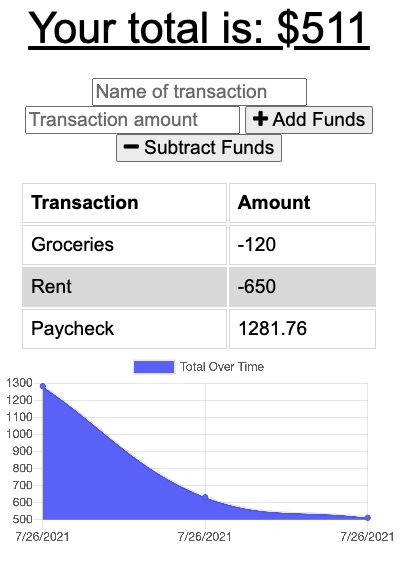 Your total is: $511
Name of transaction
Transaction amount Add Funds
Subtract Funds
Transaction Amount
Groceries -120
Rent -650
Paycheck 1281.76
Total Over Time
1300
1200
1100
1000
900
800
700
600
500
7/26/2021 7/26/2021 7/26/2021